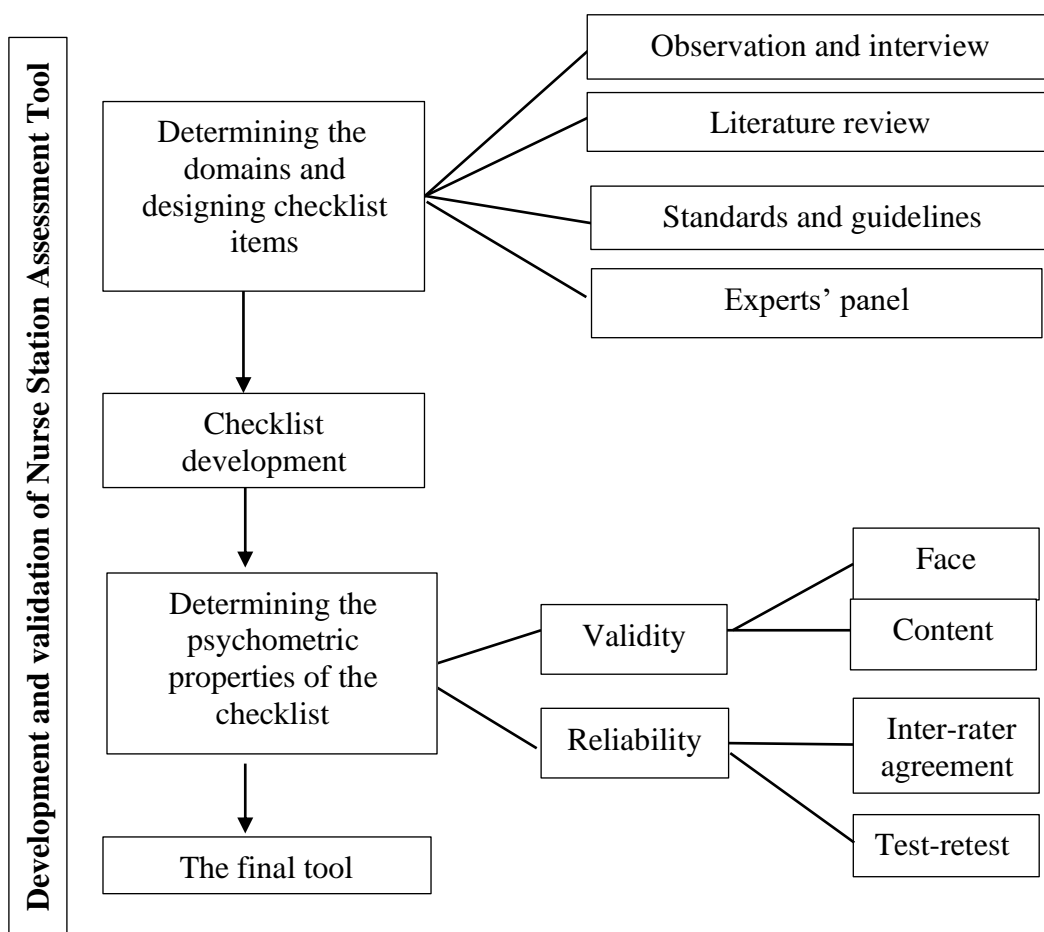 Development and validation of Nurse Station Assessment Tool
Determining the
domains and
designing checklist
items
Observation and interview
Literature review
Standards and guidelines
Experts’ panel
Checklist
development
Determining the
psychometric
properties of the
checklist
Validity
Face
Content
Reliability
Inter-rater
agreement
Test-retest
The final tool